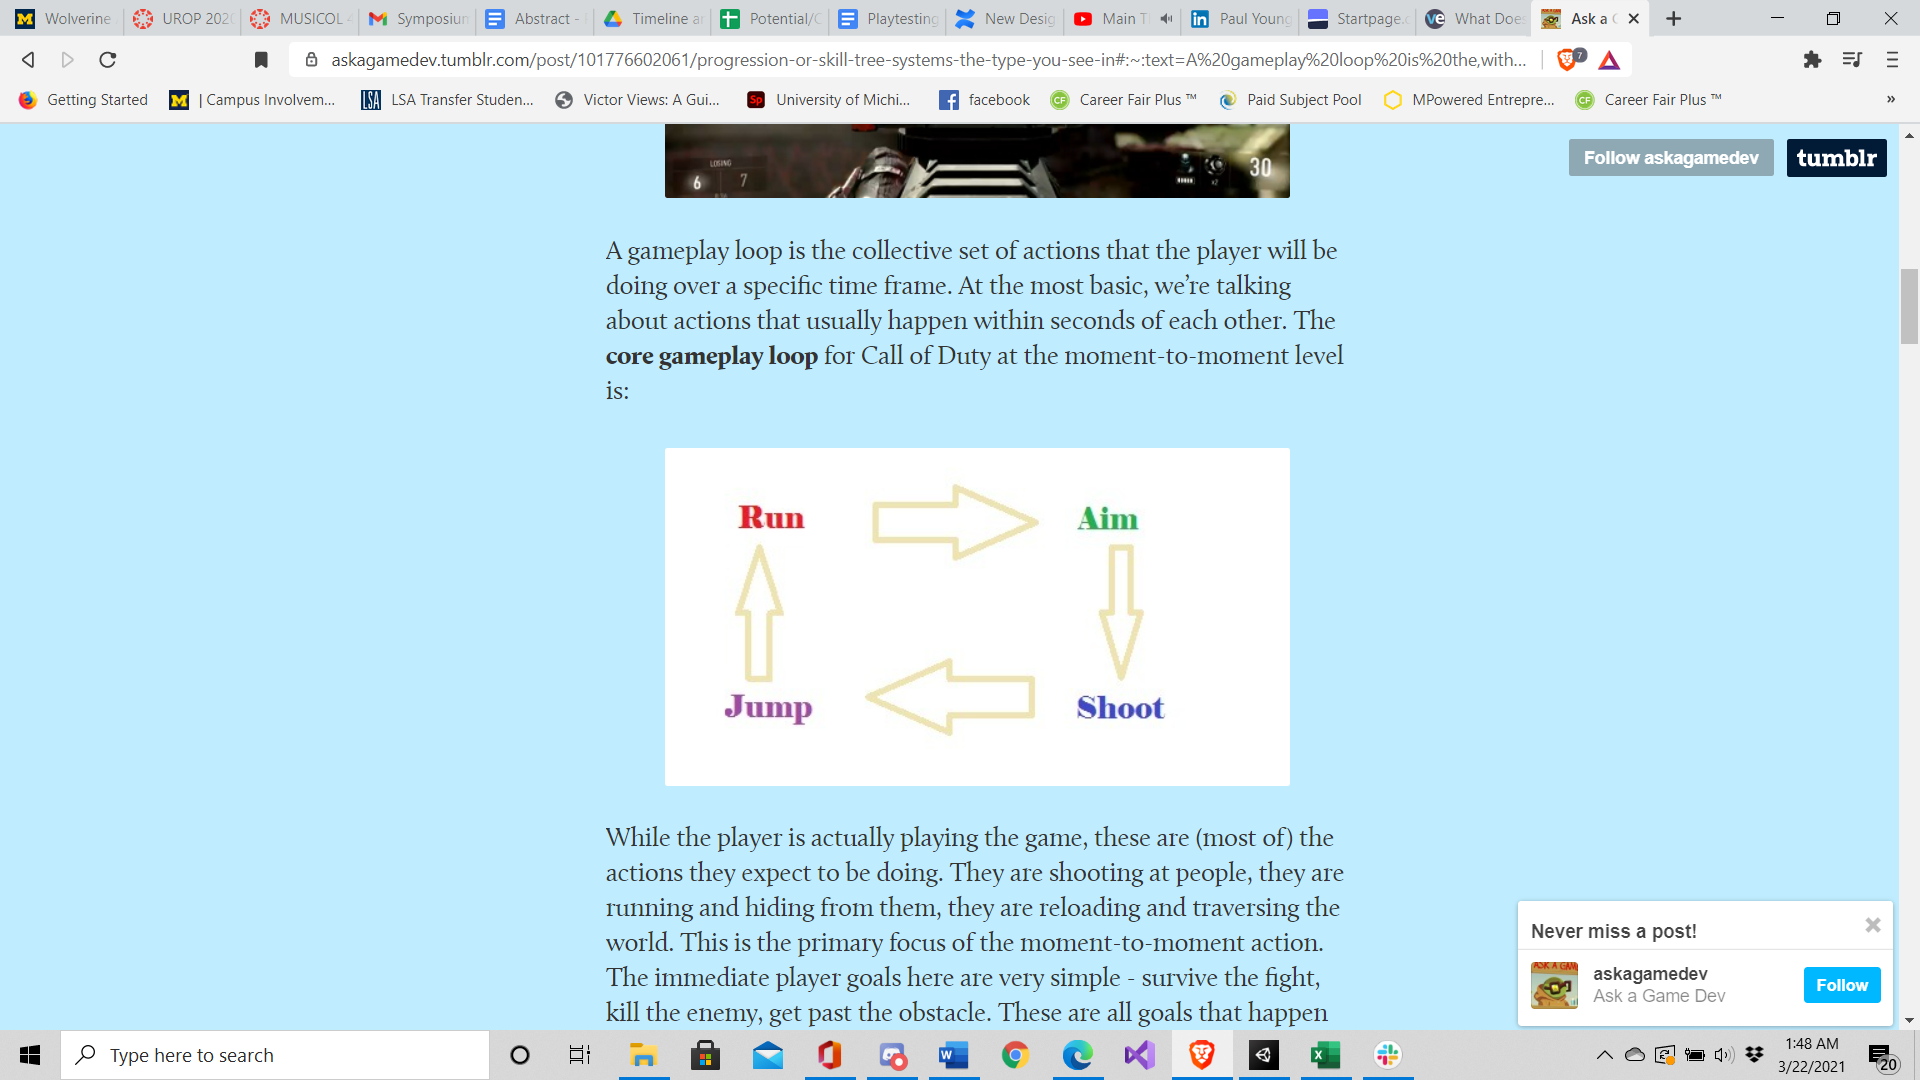 Wolverine
UROP 202
MUSICOL
Symposiun
Abstract -
Timeline a
Potential/C
Playtesting
New Desig
Main T
Paul Young
Startpage.c
What Does
Ask a G
askagamedev.tumblr.com/post/101776602061/progression-or-skill-tree-systems-the-type-you-see-in#:~:text=A%20gameplay%20loop%20is%20the,with...
7
Getting Started
| Campus Involvem...
LSA Transfer Studen...
Victor Views: A Gui...
University of Michi...
facebook
Career Fair Plus ™
Paid Subject Pool
MPowered Entrepre...
Career Fair Plus ™
»
LOSING
6 7
30
Follow askagamedev
tumblr
A gameplay loop is the collective set of actions that the player will be
doing over a specific time frame. At the most basic, we’re talking
about actions that usually happen within seconds of each other. The
core gameplay loop for Call of Duty at the moment-to-moment level
is:
Run
Aim
Jump
Shoot
While the player is actually playing the game, these are (most of) the
actions they expect to be doing. They are shooting at people, they are
running and hiding from them, they are reloading and traversing the
world. This is the primary focus of the moment-to-moment action.
The immediate player goals here are very simple - survive the fight,
kill the enemy, get past the obstacle. These are all goals that happen
Never miss a post!
askagamedev
Ask a Game Dev
Follow
Type here to search
1:48 AM
3/22/2021
20